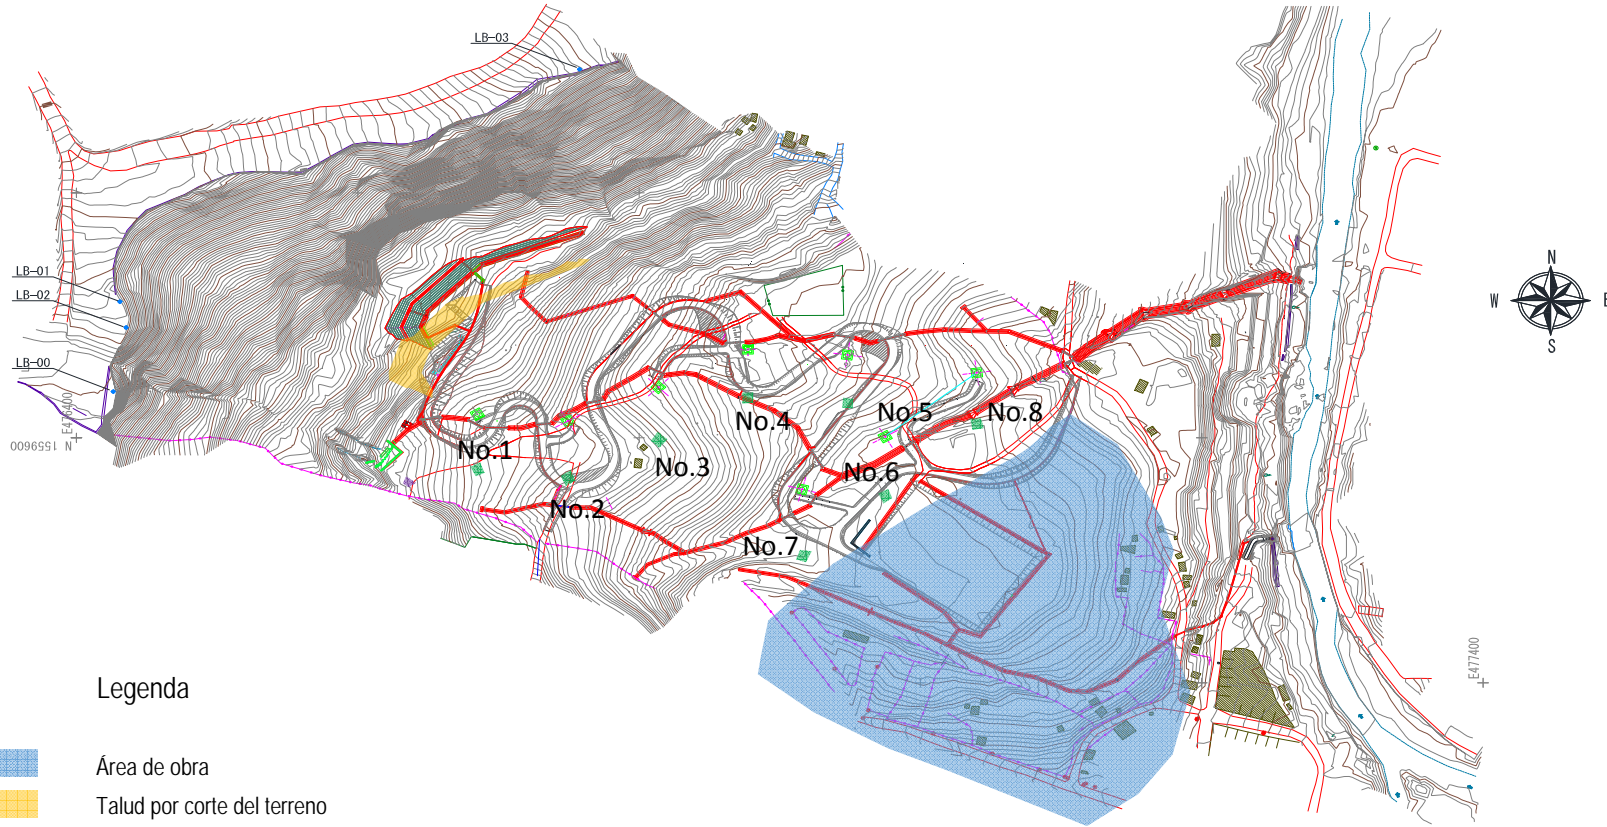 LB-03
LB-01
LB-02
LB-00
E476400
N 1559600
N
W
E
S
No.1
No.2
No.3
No.4
No.5
No.6
No.7
No.8
E477400
Legenda
Área de obra
Talud por corte del terreno